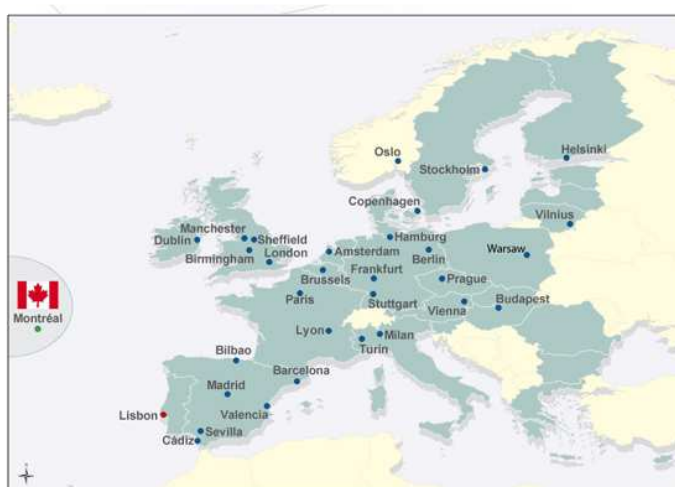 Oslo
Helsinki
Stockholm
Copenhagen
Vilnius
Manchester
Dublin
Sheffield
Hamburg
Warsaw
Birmingham
London
Amsterdam
Berlin
Brussels
Frankfurt
Prague
Paris
Stuttgart
Vienna
Budapest
Montréal
Lyon
Milan
Turin
Bilbao
Barcelona
Madrid
Lisbon
Valencia
Sevilla
Cádiz